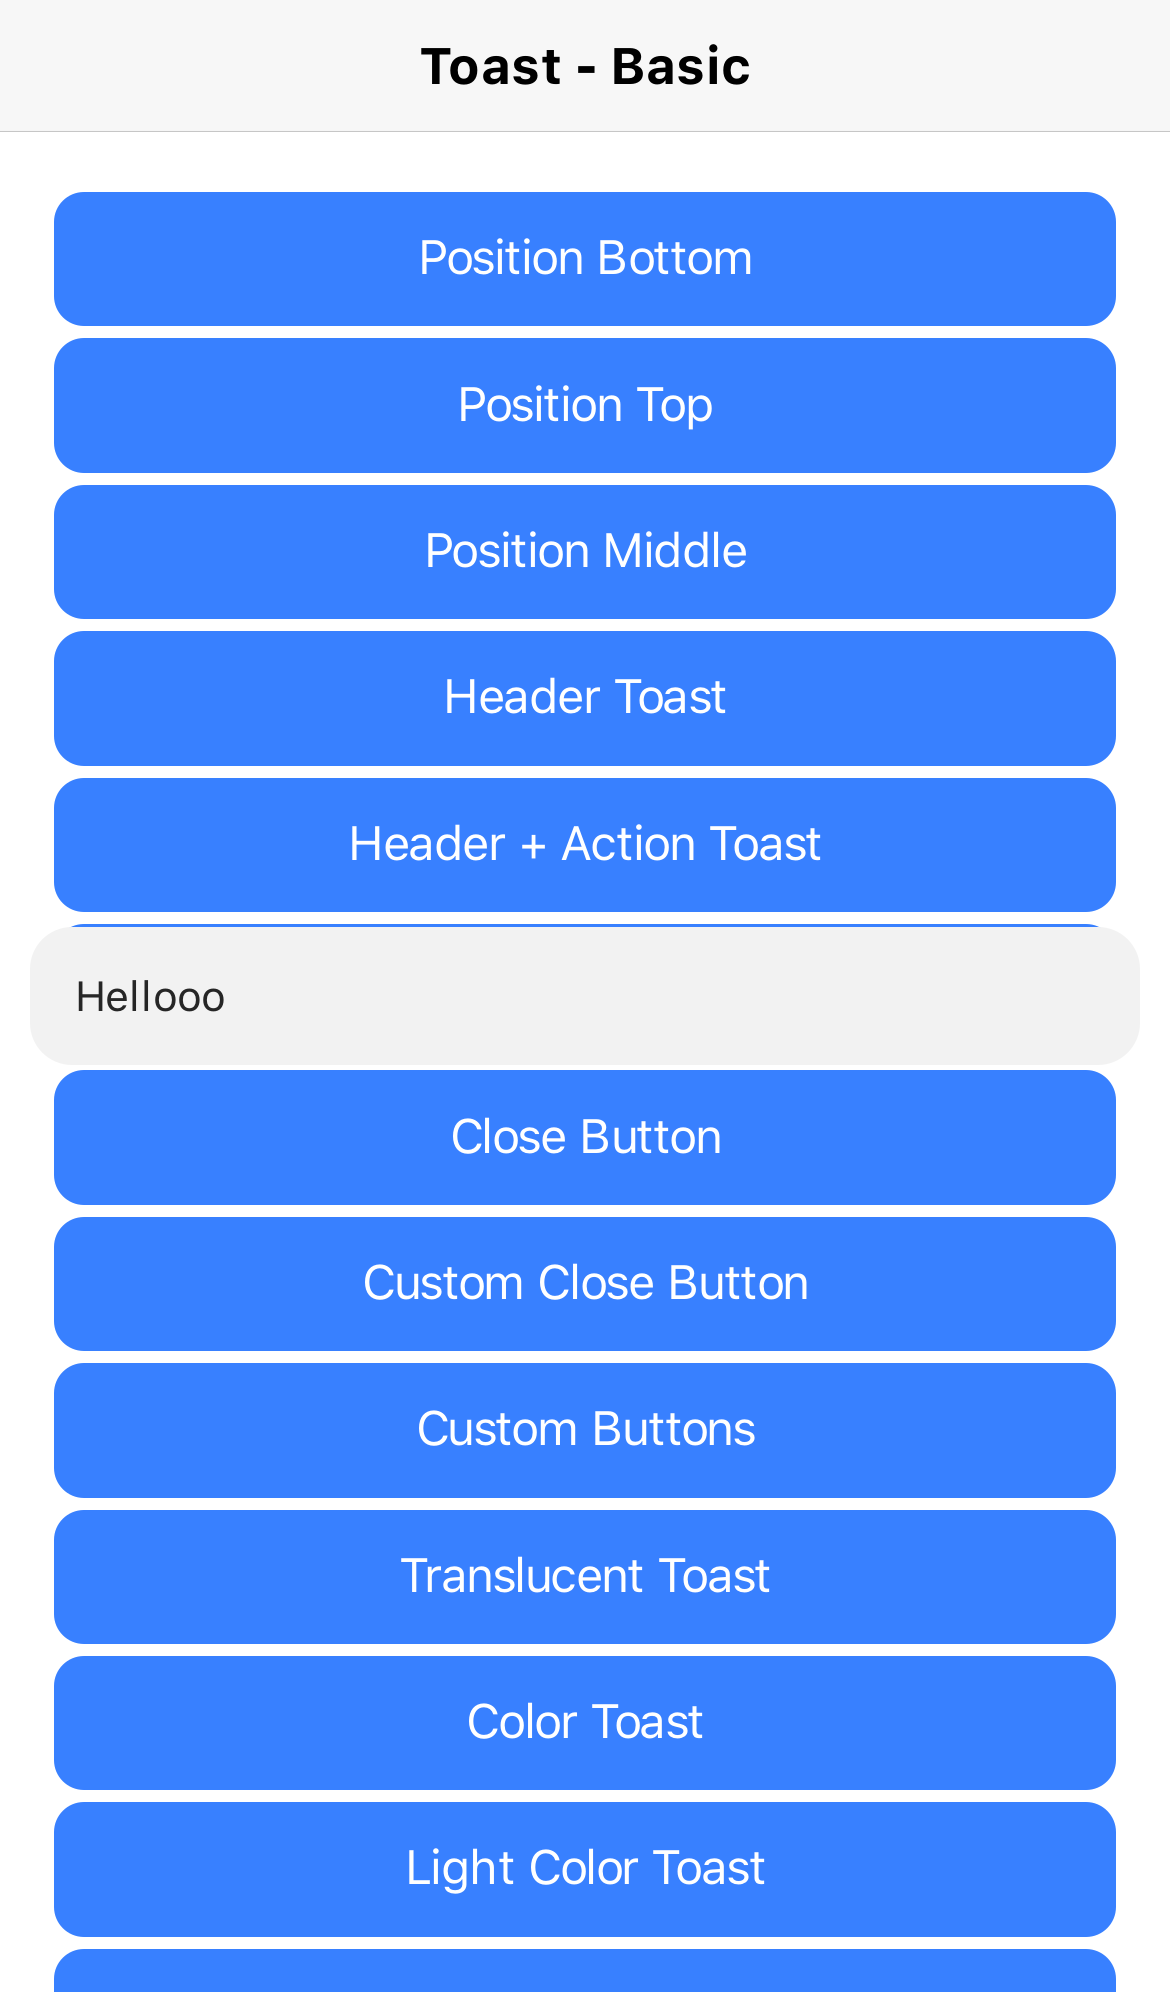 Toast - Basic
Position Bottom
Position Top
Position Middle
Header Toast
Header + Action Toast
Hellooo
Close Button
Custom Close Button
Custom Buttons
Translucent Toast
Color Toast
Light Color Toast